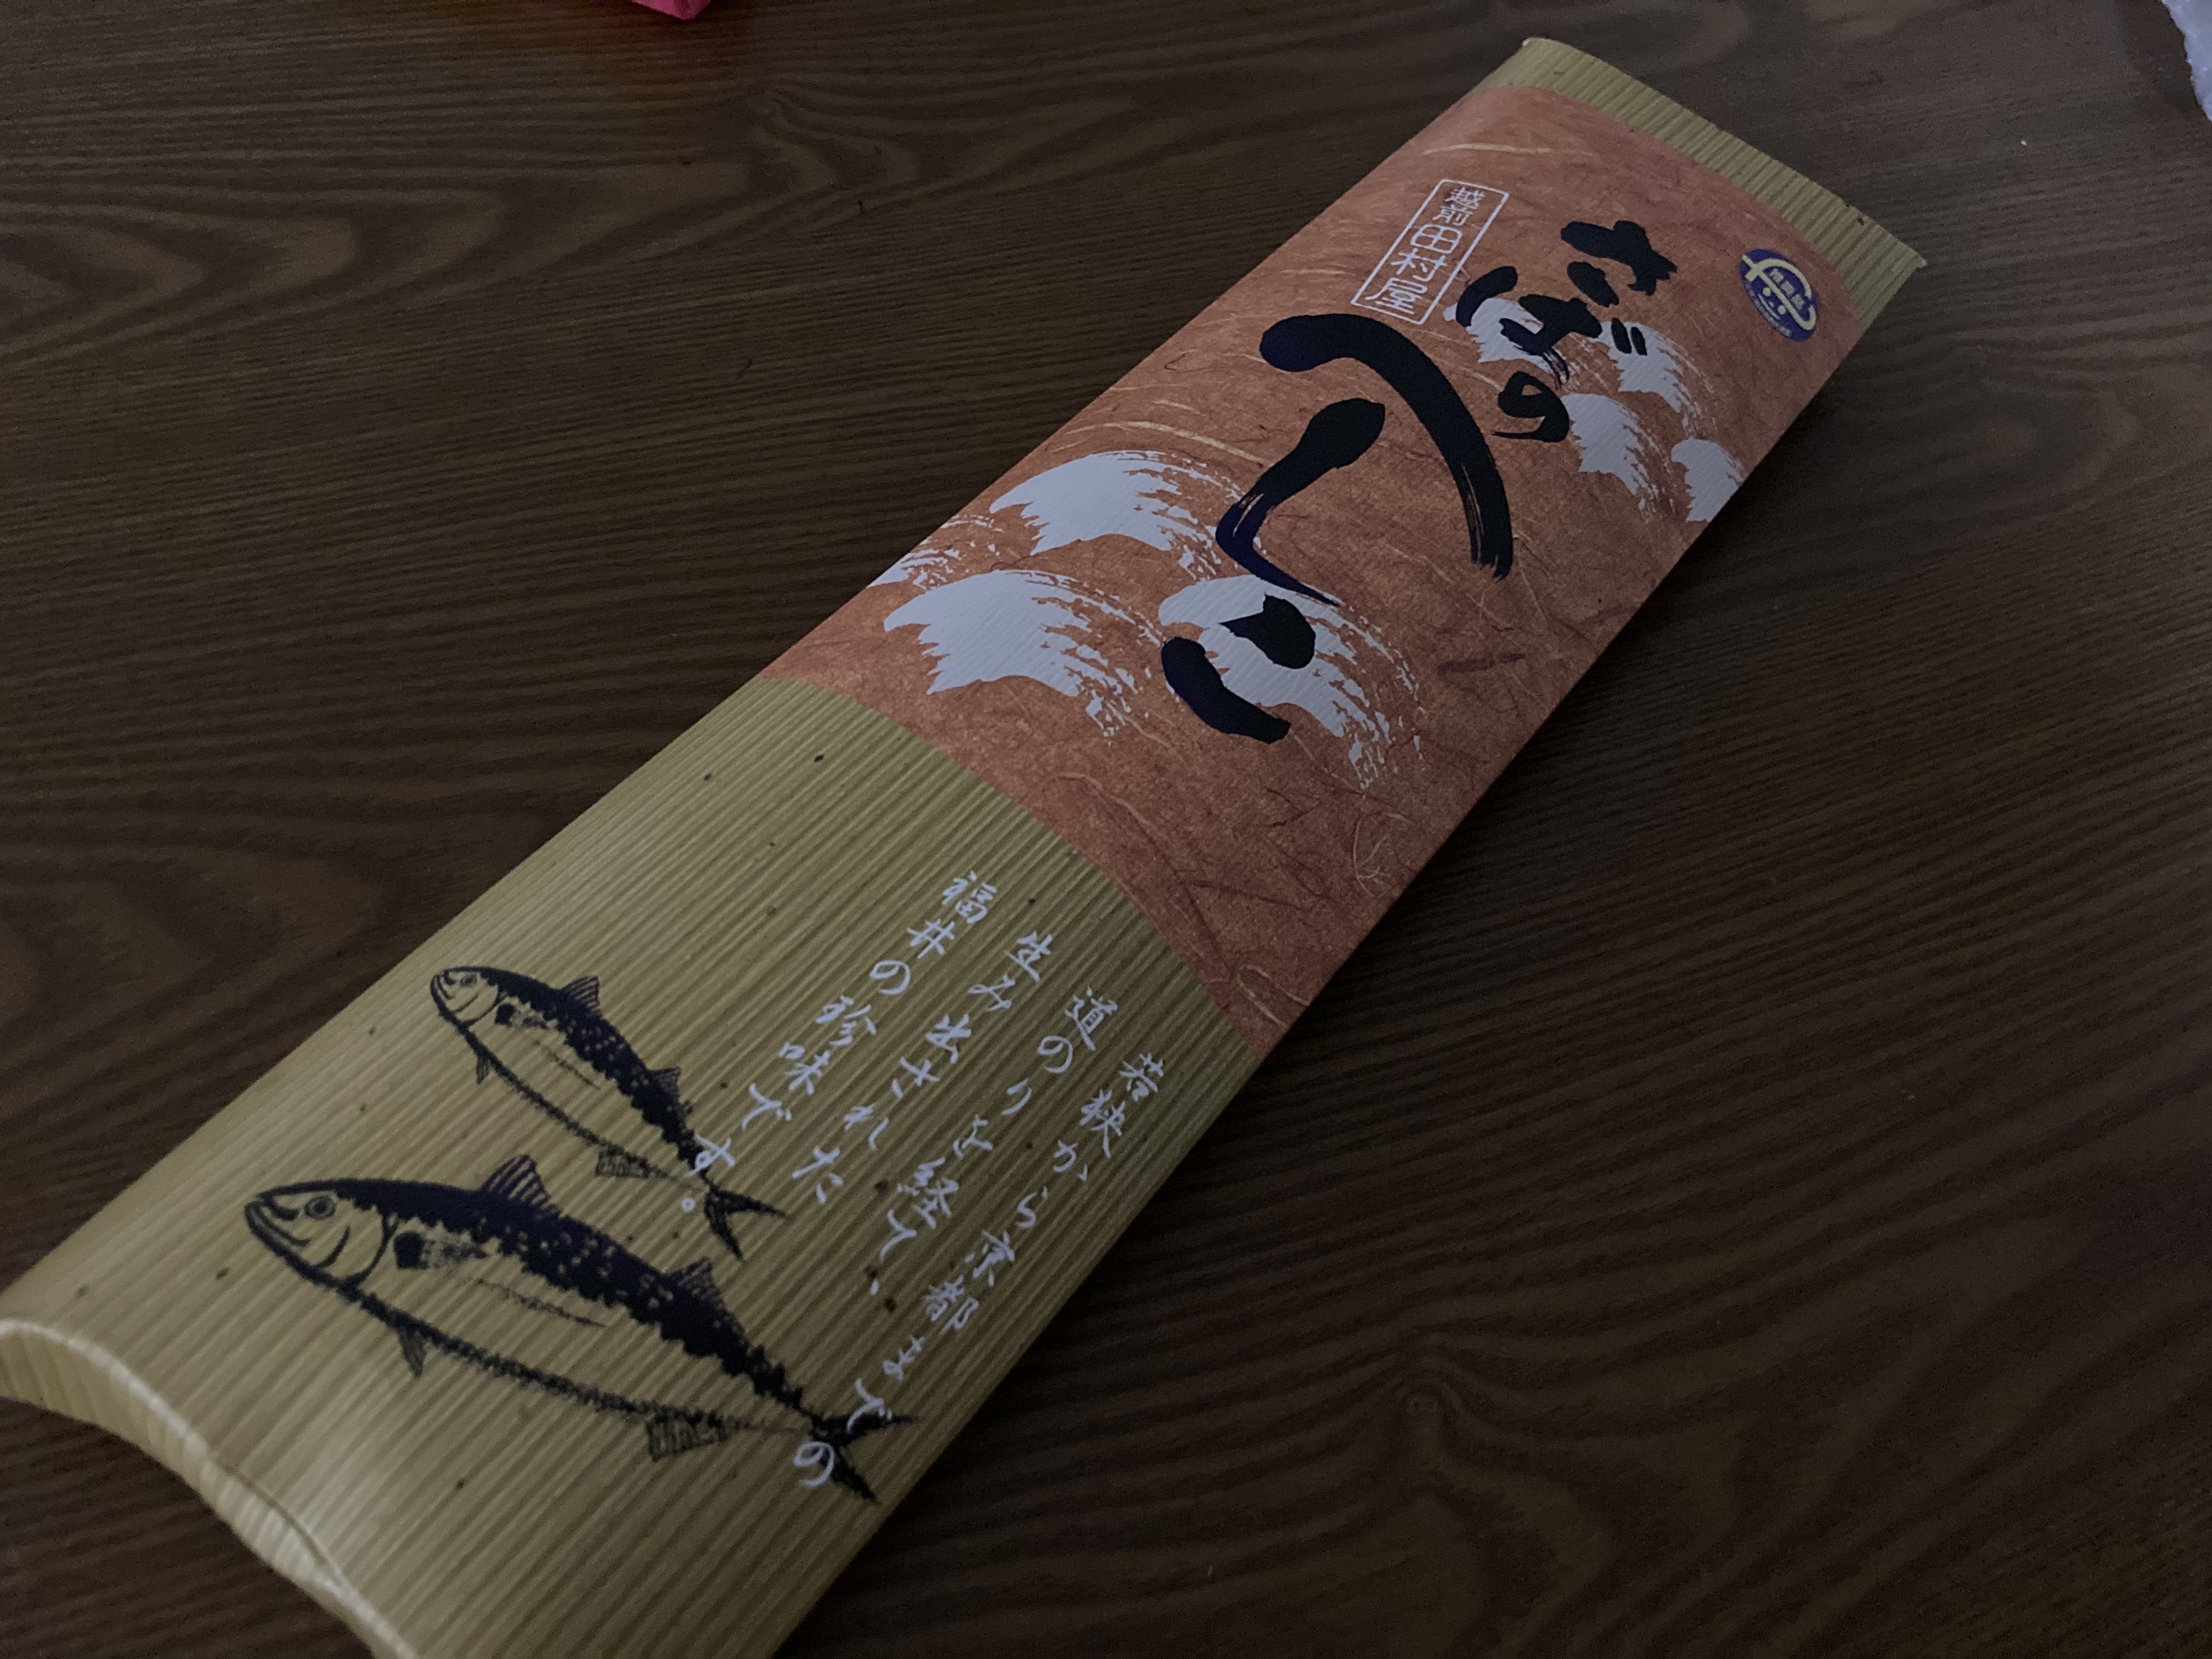 さばの
へしこ
越前田村屋
若狭から京都までの
道のりを経て、
生み出された
福井の珍味です。